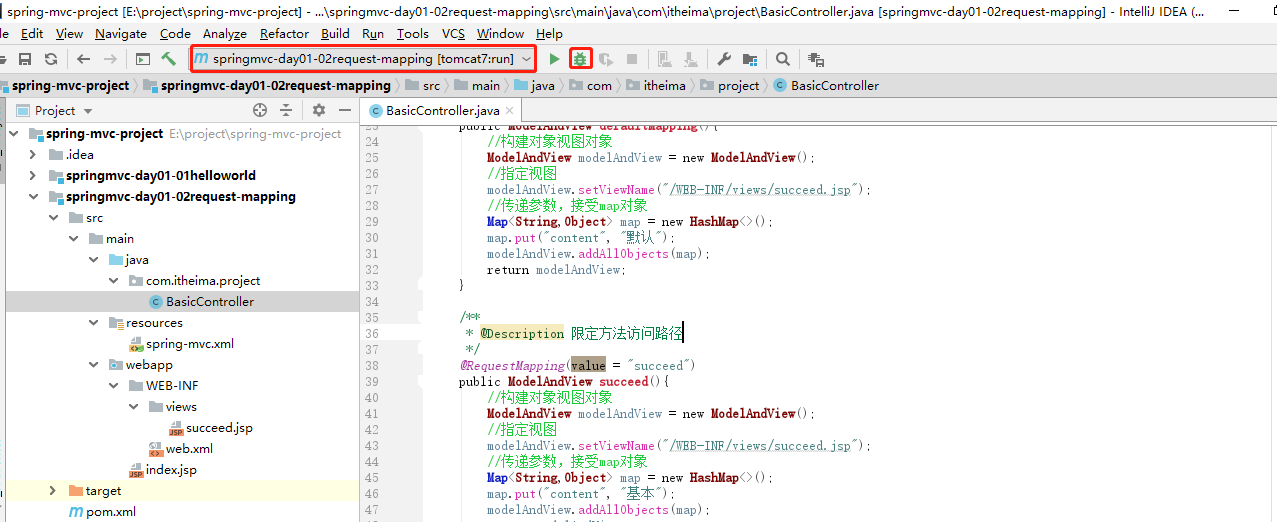 spring-mvc-project [E:\project\spring-mvc-project] - ...\springmvc-day01-02request-mapping\src\main\java\com\itheima\project\BasicController.java [springmvc-day01-02request-mapping] - IntelliJ IDEA (...
Edit View Navigate Code Analyze Refactor Build Run Tools VCS Window Help
springmvc-day01-02request-mapping [tomcat7:run]
spring-mvc-project springmvc-day01-02request-mapping src main java com itheima project BasicController
Project BasicController.java
spring-mvc-project E:\project\spring-mvc-project
.idea
springmvc-day01-01helloworld
springmvc-day01-02request-mapping
src
main
java
com.itheima.project
BasicController
resources
spring-mvc.xml
webapp
WEB-INF
views
succeed.jsp
web.xml
index.jsp
target
pom.xml
23 public ModelAndView defaultMapping(){
24 //构建对象视图对象
25 ModelAndView modelAndView = new ModelAndView();
26 //指定视图
27 modelAndView.setViewName("/WEB-INF/views/succeed.jsp");
28 //传递参数，接受map对象
29 Map<String,Object> map = new HashMap<>();
30 map.put("content", "默认");
31 modelAndView.addAllObjects(map);
32 return modelAndView;
33 }
34
35 /**
36 * @Description 限定方法访问路径
37 */
38 @RequestMapping(value = "succeed")
39 public ModelAndView succeed(){
40 //构建对象视图对象
41 ModelAndView modelAndView = new ModelAndView();
42 //指定视图
43 modelAndView.setViewName("/WEB-INF/views/succeed.jsp");
44 //传递参数，接受map对象
45 Map<String,Object> map = new HashMap<>();
46 map.put("content", "基本");
47 modelAndView.addAllObjects(map);